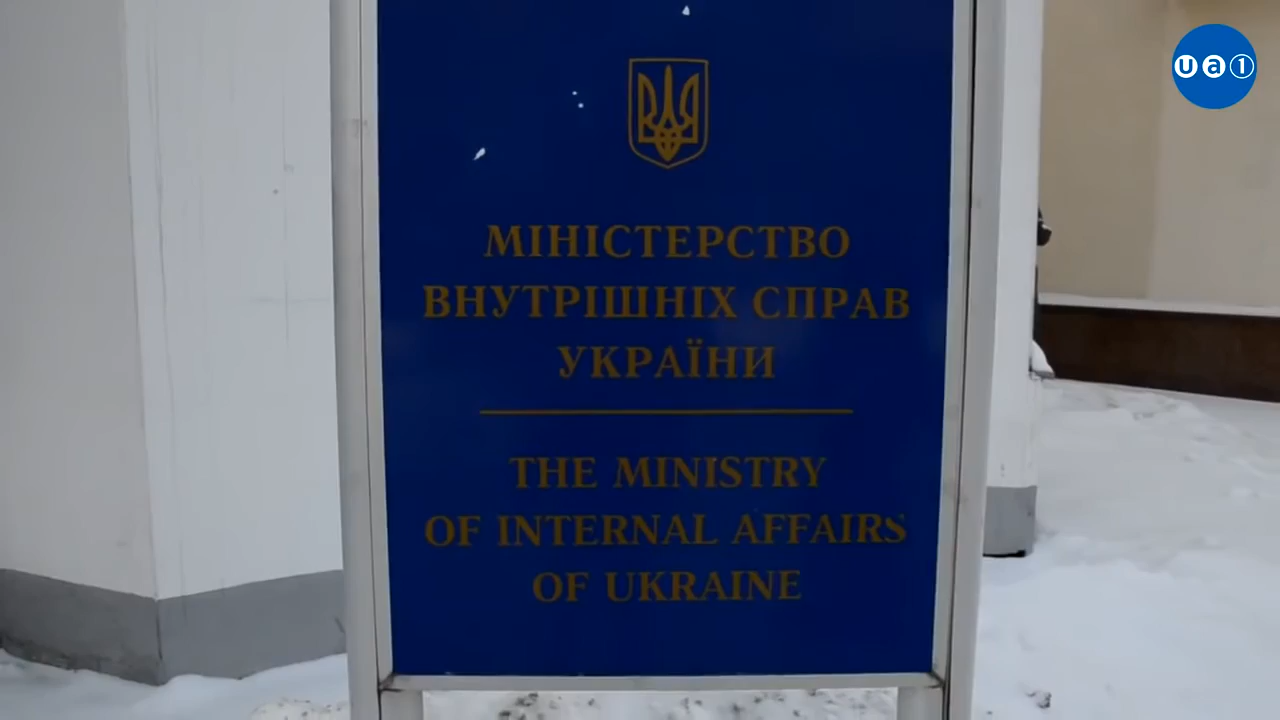 ua1
МІНІСТЕРСТВО
ВНУТРІШНІХ СПРАВ
УКРАЇНИ
THE MINISTRY
OF INTERNAL AFFAIRS
OF UKRAINE